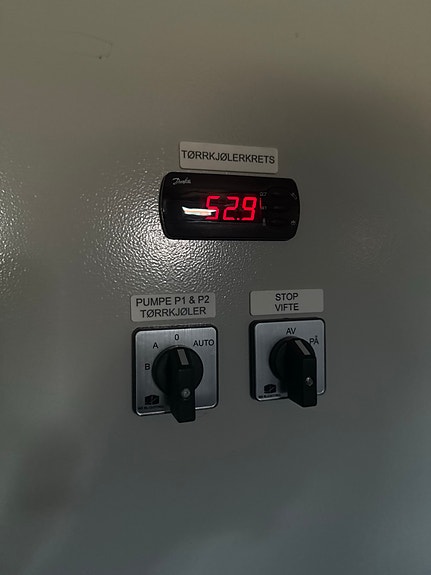 TØRRKJØLERKRETS
Danfoss
52.9
PUMPE P1 & P2
TØRRKJØLER
STOP
VIFTE
0
A
AUTO
B
AV
PÅ